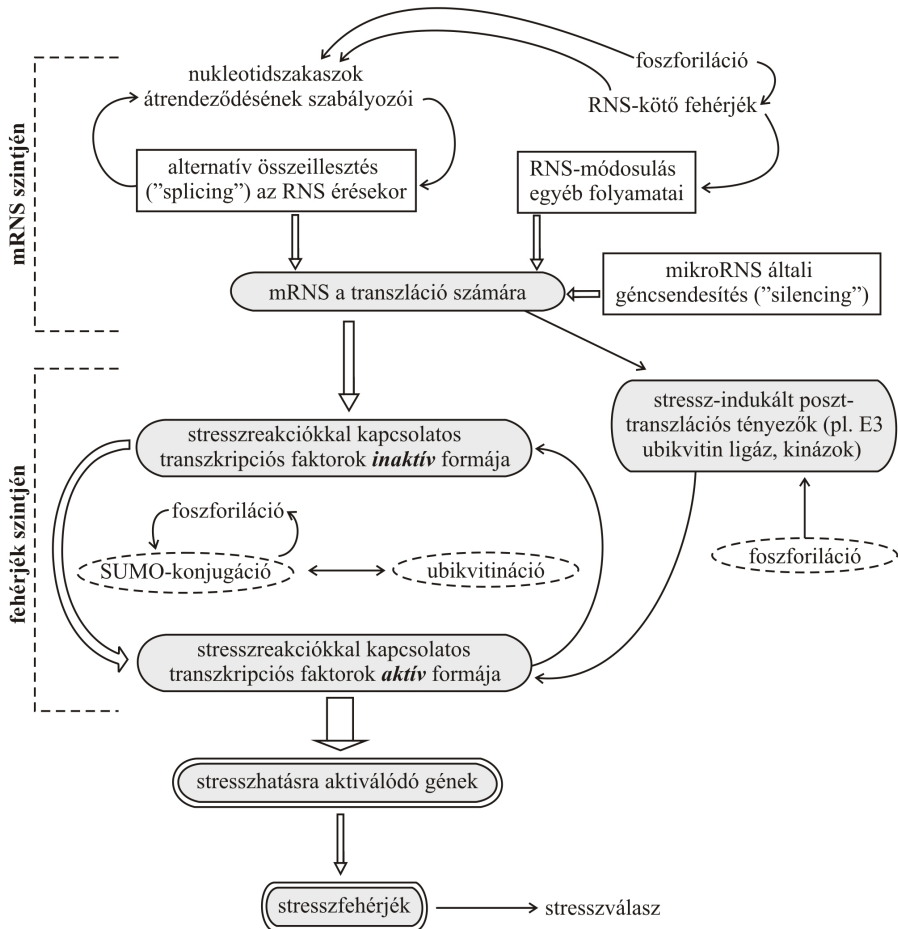 foszforiláció
nukleotidszakaszok
átrendeződésének szabályozói
RNS-kötő fehérjék
mRNS szintjén
alternatív összeillesztés
("splicing") az RNS érésekor
RNS-módosulás
egyéb folyamatai
mRNS a transzláció számára
mikroRNS általi
géncsendesítés ("silencing")
fehérjék szintjén
stressz-indukált poszt-
transzlációs tényezők (pl. E3
ubikvitin ligáz, kinázok)
stresszreakciókkal kapcsolatos
transzkripciós faktorok inaktív formája
foszforiláció
SUMO-konjugáció
ubikvitináció
foszforiláció
stresszreakciókkal kapcsolatos
transzkripciós faktorok aktív formája
stresszhatásra aktiválódó gének
stresszfehérjék
stresszválasz